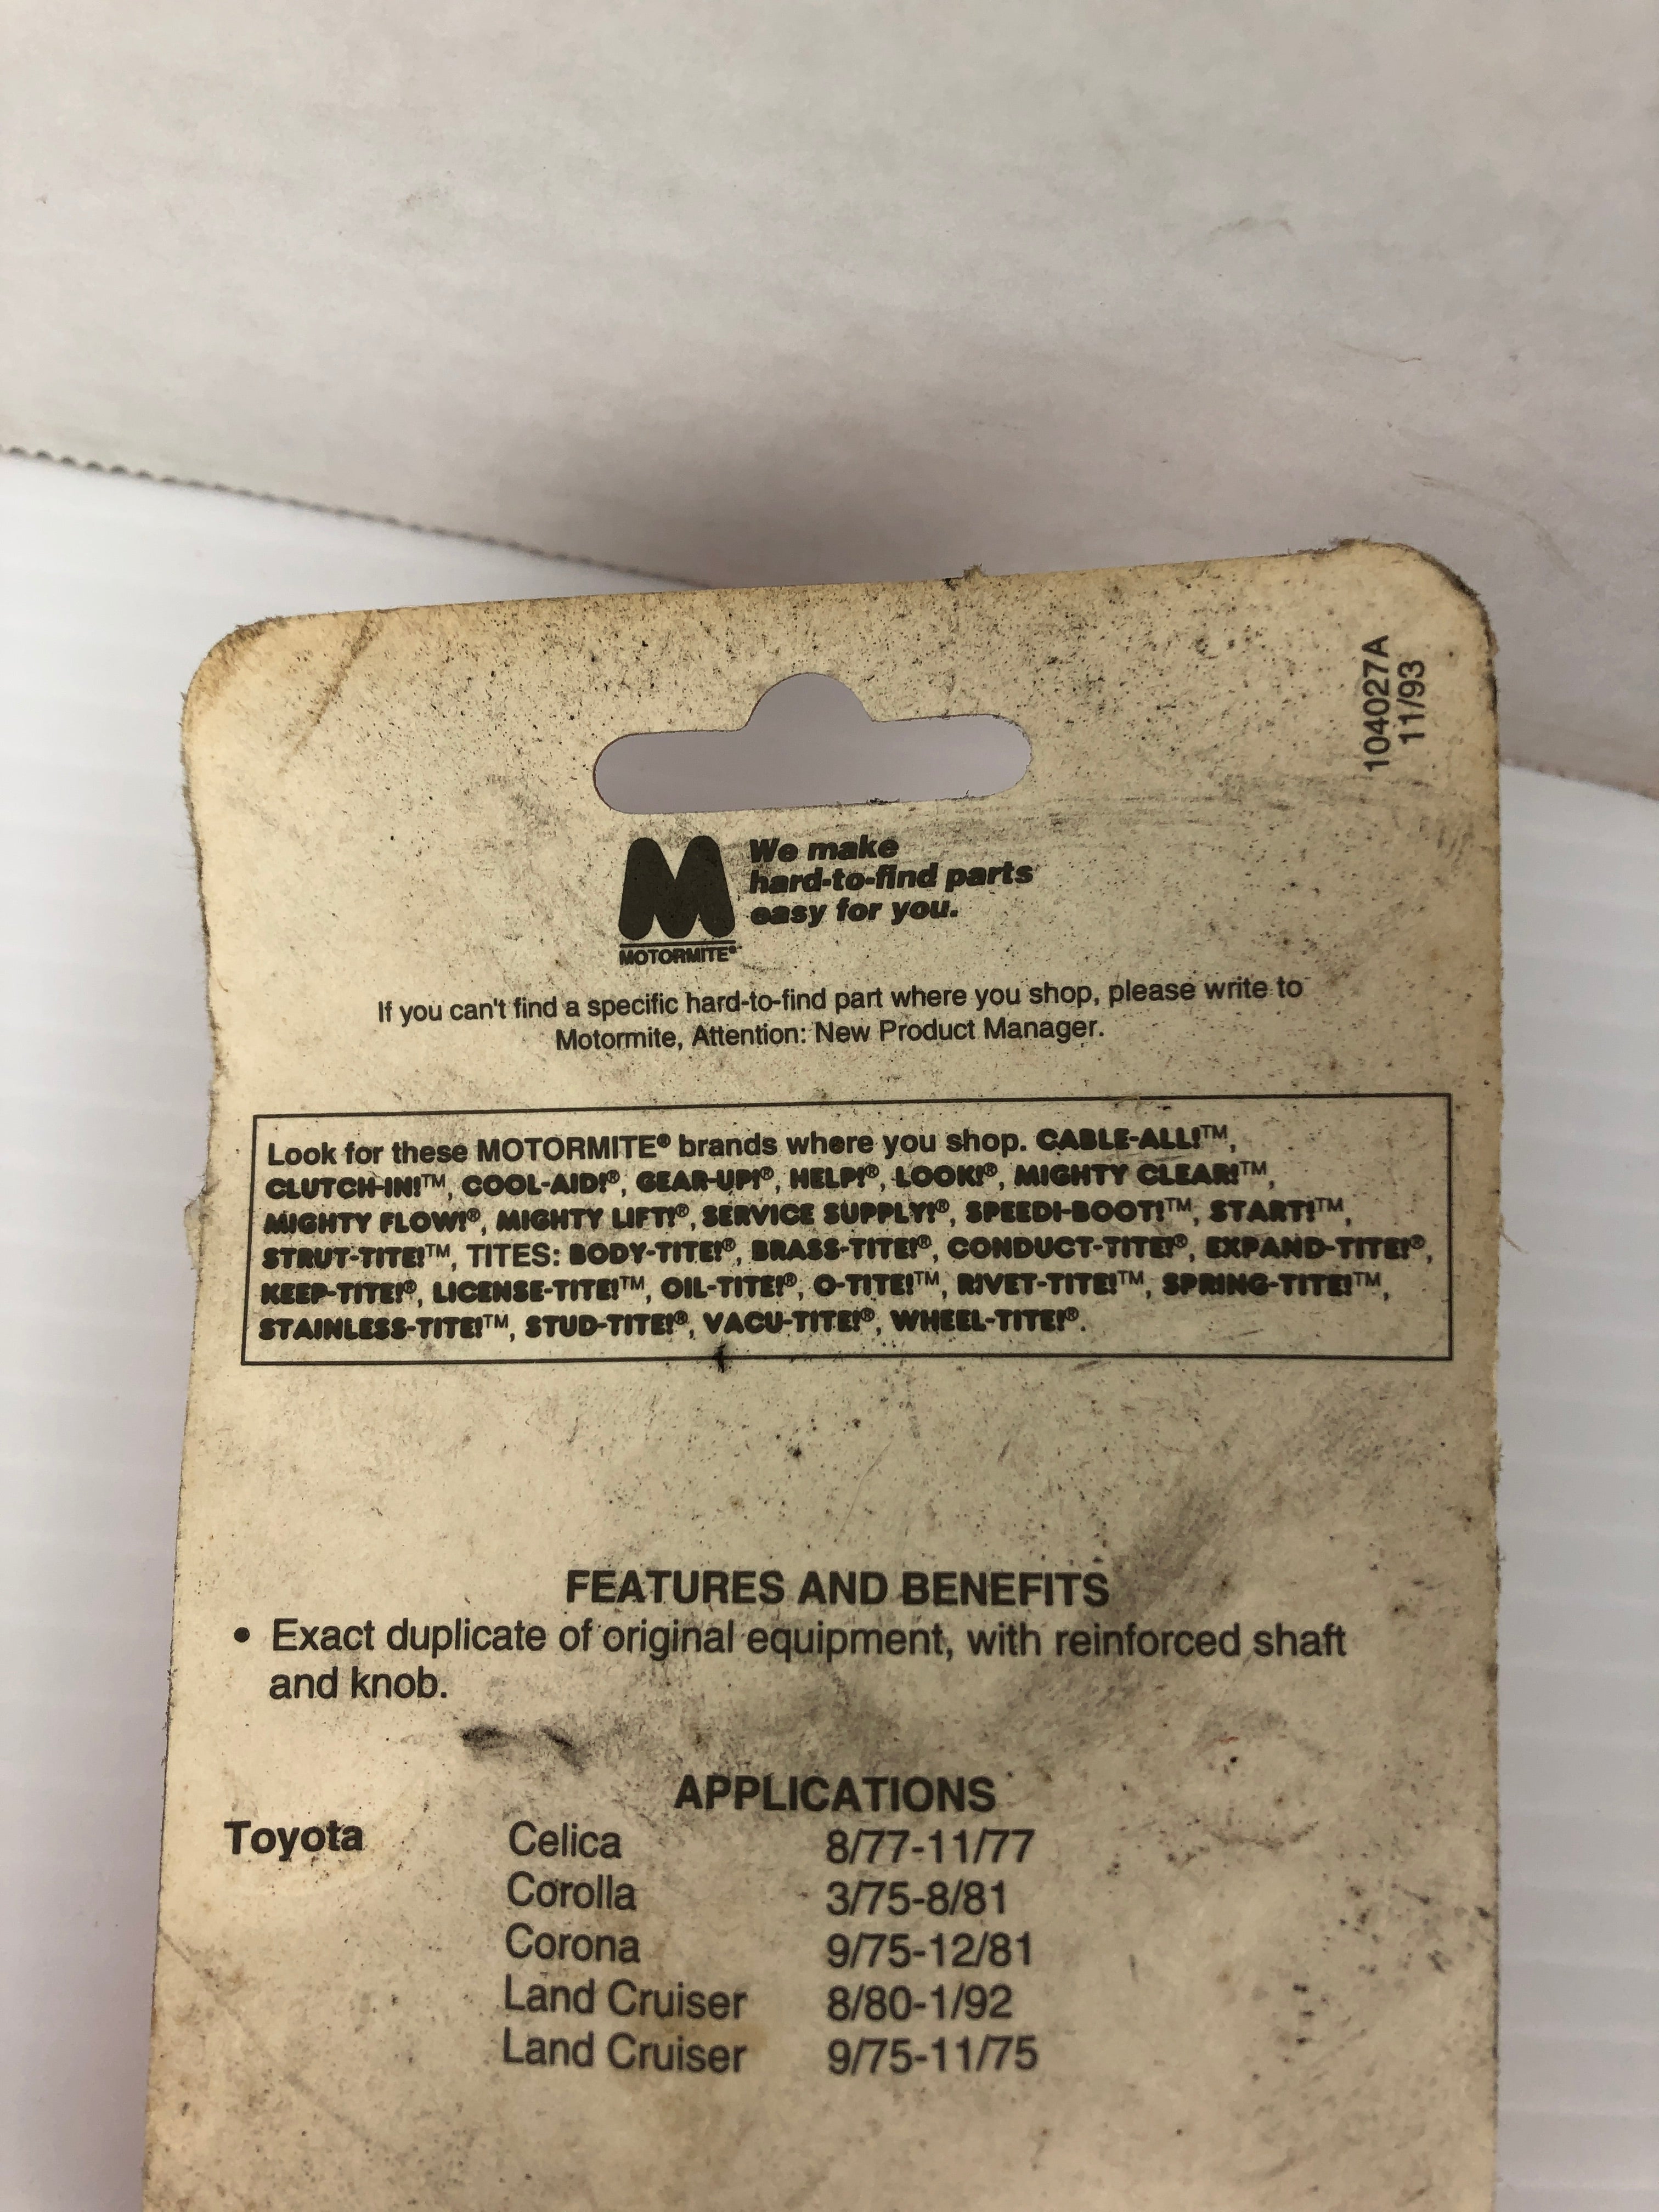 104027A
11/93
We make
hard-to-find parts
easy for you.
MOTORMITE®
If you can't find a specific hard-to-find part where you shop, please write to
Motormite, Attention: New Product Manager.
Look for these MOTORMITE® brands where you shop. CABLE-ALL!™,
CLUTCH-IN!™, COOL-AID!®, GEAR-UP!®, HELP!®, LOOK!®, MIGHTY CLEAR!™,
MIGHTY FLOW!®, MIGHTY LIFT!®, SERVICE SUPPLY!®, SPEEDI-BOOT!™, START!™,
STRUT-TITE!™, TITES: BODY-TITE!®, BRASS-TITE!®, CONDUCT-TITE!®, EXPAND-TITE!®,
KEEP-TITE!®, LICENSE-TITE!™, OIL-TITE!®, O-TITE!™, RIVET-TITE!™, SPRING-TITE!™,
STAINLESS-TITE!™, STUD-TITE!®, VACU-TITE!®, WHEEL-TITE!®.
FEATURES AND BENEFITS
• Exact duplicate of original equipment, with reinforced shaft
and knob.
APPLICATIONS
Toyota Celica 8/77-11/77
Corolla 3/75-8/81
Corona 9/75-12/81
Land Cruiser 8/80-1/92
Land Cruiser 9/75-11/75